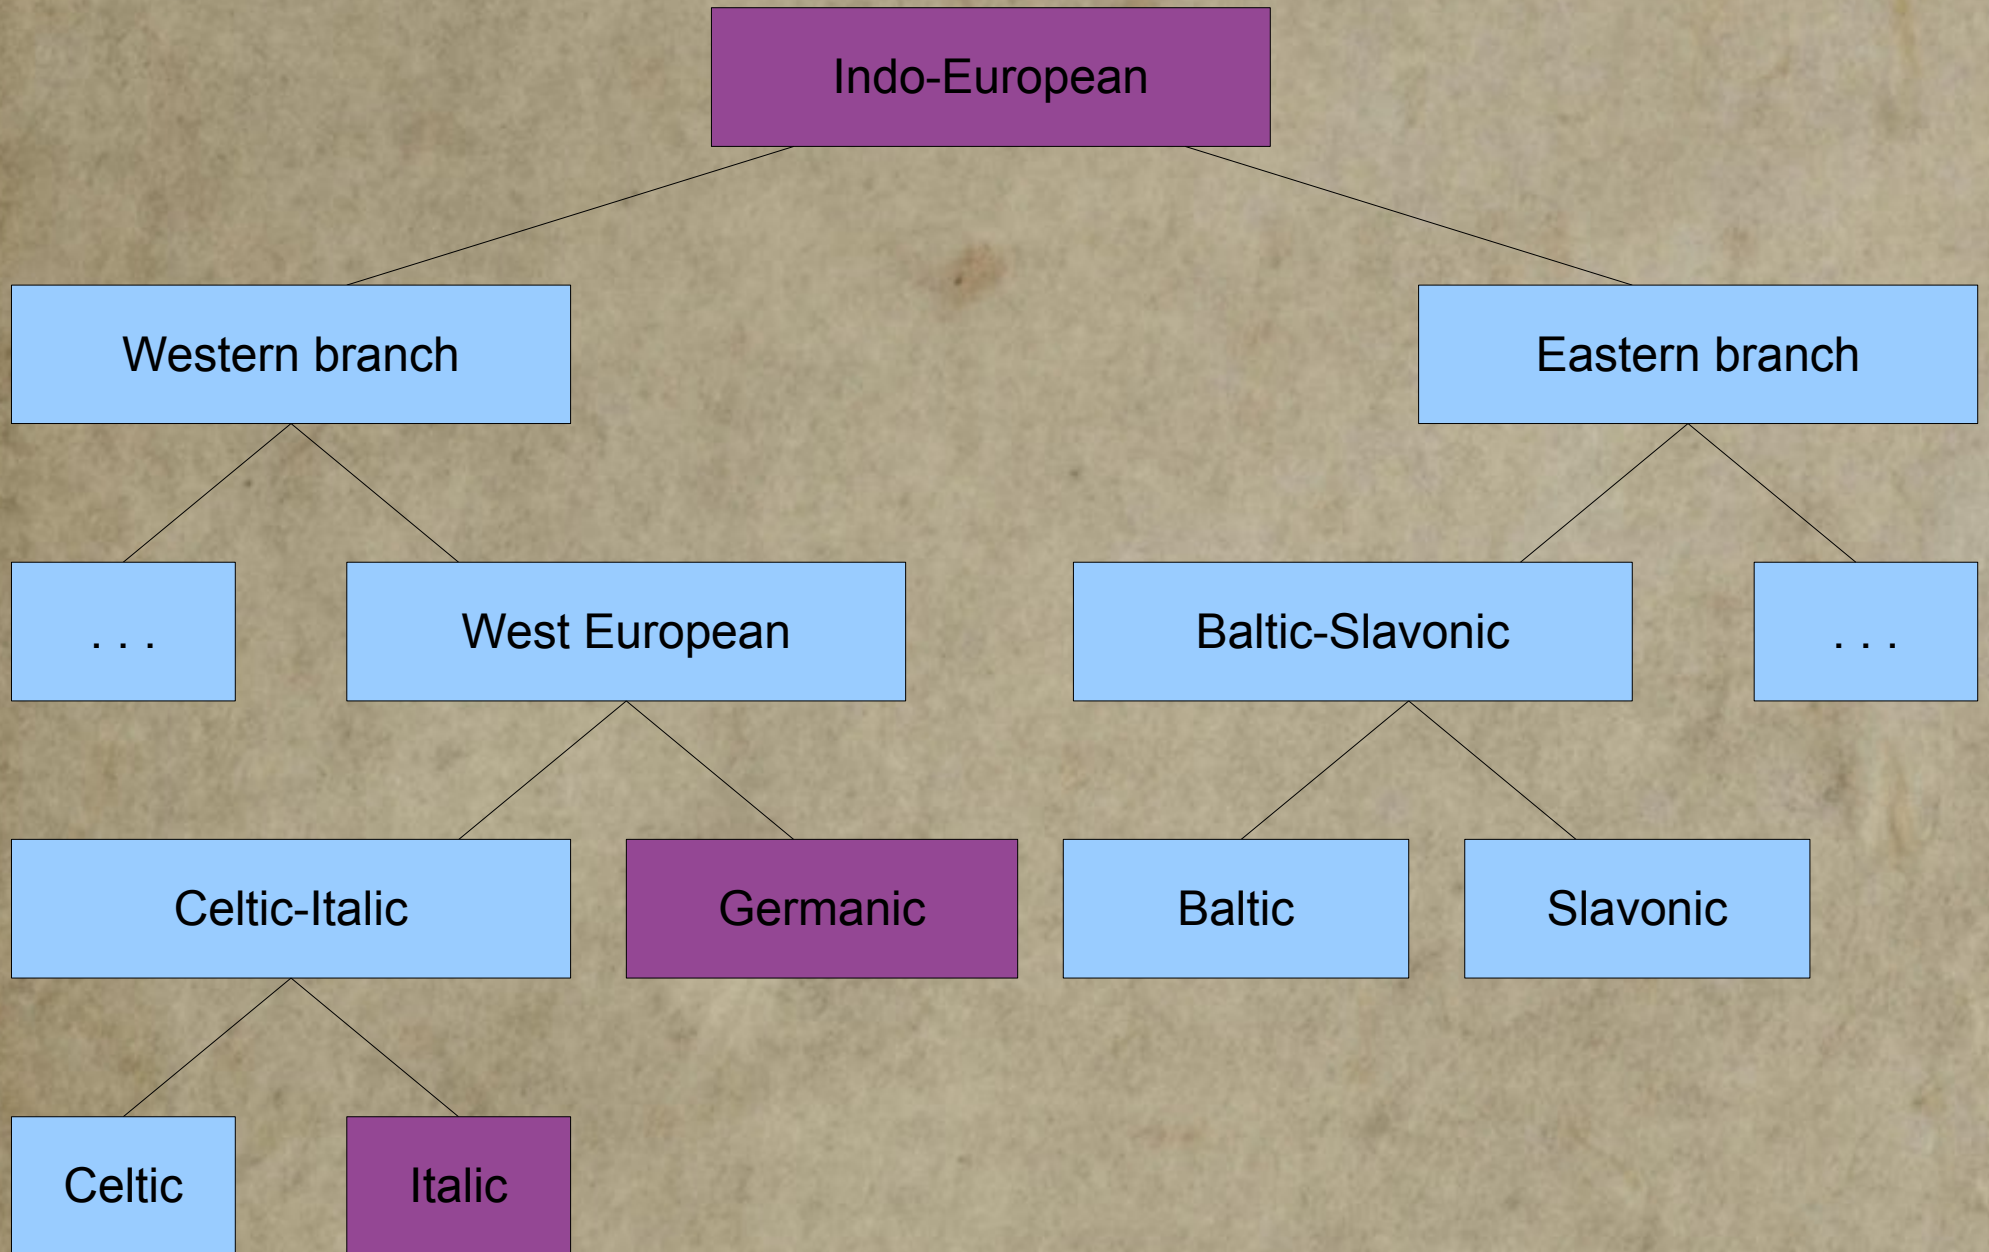 Indo-European
Western branch
Eastern branch
. . .
West European
Baltic-Slavonic
. . .
Celtic-Italic
Germanic
Baltic
Slavonic
Celtic
Italic